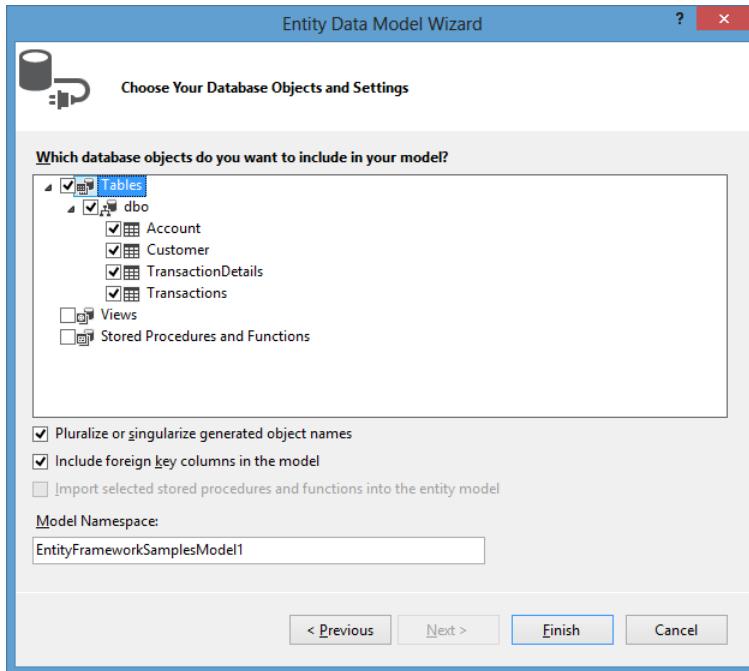 Entity Data Model Wizard
?
Choose Your Database Objects and Settings
Which database objects do you want to include in your model?
Tables
dbo
Account
Customer
TransactionDetails
Transactions
Views
Stored Procedures and Functions
Pluralize or singularize generated object names
Include foreign key columns in the model
Import selected stored procedures and functions into the entity model
Model Namespace:
EntityFrameworkSamplesModel1
< Previous Next > Finish Cancel